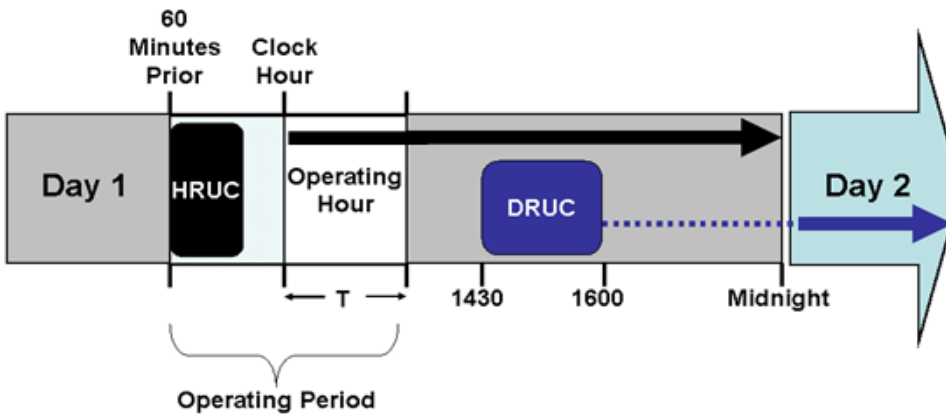 60
Minutes
Prior
Clock
Hour
Day 1
HRUC
Operating
Hour
DRUC
Day 2
T
1430
1600
Midnight
Operating Period